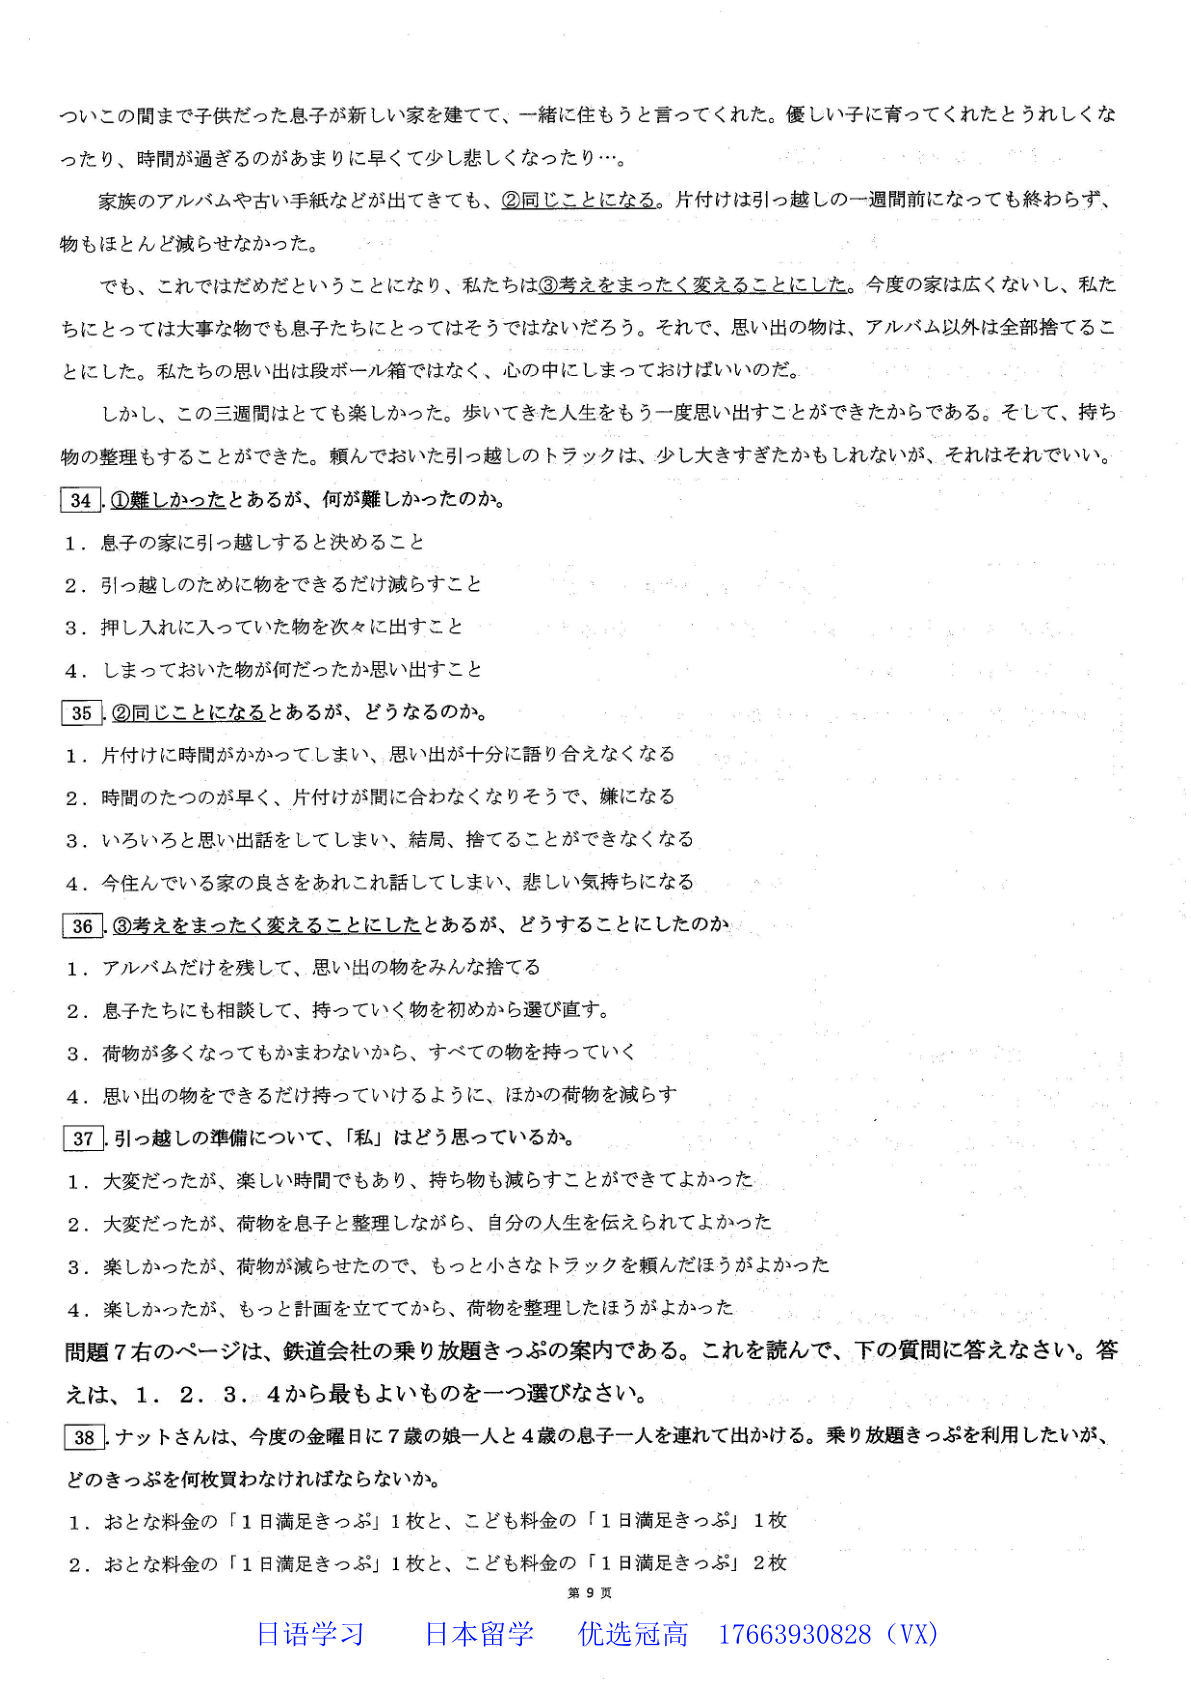 ついこの間まで子供だった息子が新しい家を建てて、一緒に住もうと言ってくれた。優しい子に育ってくれたとうれしくな
ったり、時間が過ぎるのがあまりに早くて少し悲しくなったり…。
家族のアルバムや古い手紙などが出てきても、②同じことになる。片付けは引っ越しの一週間前になっても終わらず、
物もほとんど減らせなかった。
でも、これではだめだということになり、私たちは③考えをまったく変えることにした。今度の家は広くないし、私た
ちにとっては大事な物でも息子たちにとってはそうではないだろう。それで、思い出の物は、アルバム以外は全部捨てるこ
とにした。私たちの思い出は段ボール箱ではなく、心の中にしまっておけばいいのだ。
しかし、この三週間はとても楽しかった。歩いてきた人生をもう一度思い出すことができたからである。そして、持ち
物の整理もすることができた。頼んでおいた引っ越しのトラックは、少し大きすぎたかもしれないが、それはそれでいい。
34.①難しかったとあるが、何が難しかったのか。
1．息子の家に引っ越しすると決めること
2．引っ越しのために物をできるだけ減らすこと
3．押し入れに入っていた物を次々に出すこと
4．しまっておいた物が何だったか思い出すこと
35.②同じことになるとあるが、どうなるのか。
1．片付けに時間がかかってしまい、思い出が十分に語り合えなくなる
2．時間のたつのが早く、片付けが間に合わなくなりそうで、嫌になる
3．いろいろと思い出話をしてしまい、結局、捨てることができなくなる
4．今住んでいる家の良さをあれこれ話してしまい、悲しい気持ちになる
36.③考えをまったく変えることにしたとあるが、どうすることにしたのか
1．アルバムだけを残して、思い出の物をみんな捨てる
2．息子たちにも相談して、持っていく物を初めから選び直す。
3．荷物が多くなってもかまわないから、すべての物を持っていく
4．思い出の物をできるだけ持っていけるように、ほかの荷物を減らす
37.引っ越しの準備について、「私」はどう思っているか。
1．大変だったが、楽しい時間でもあり、持ち物も減らすことができてよかった
2．大変だったが、荷物を息子と整理しながら、自分の人生を伝えられてよかった
3．楽しかったが、荷物が減らせたので、もっと小さなトラックを頼んだほうがよかった
4．楽しかったが、もっと計画を立ててから、荷物を整理したほうがよかった
問題７右のページは、鉄道会社の乗り放題きっぷの案内である。これを読んで、下の質問に答えなさい。答
えは、１．２．３．４から最もよいものを一つ選びなさい。
38.ナットさんは、今度の金曜日に７歳の娘一人と４歳の息子一人を連れて出かける。乗り放題きっぷを利用したいが、
どのきっぷを何枚買わなければならないか。
1．おとな料金の「１日満足きっぷ」１枚と、こども料金の「１日満足きっぷ」１枚
2．おとな料金の「１日満足きっぷ」１枚と、こども料金の「１日満足きっぷ」２枚
第 9 页
日语学习 日本留学 优选冠高 17663930828（VX）